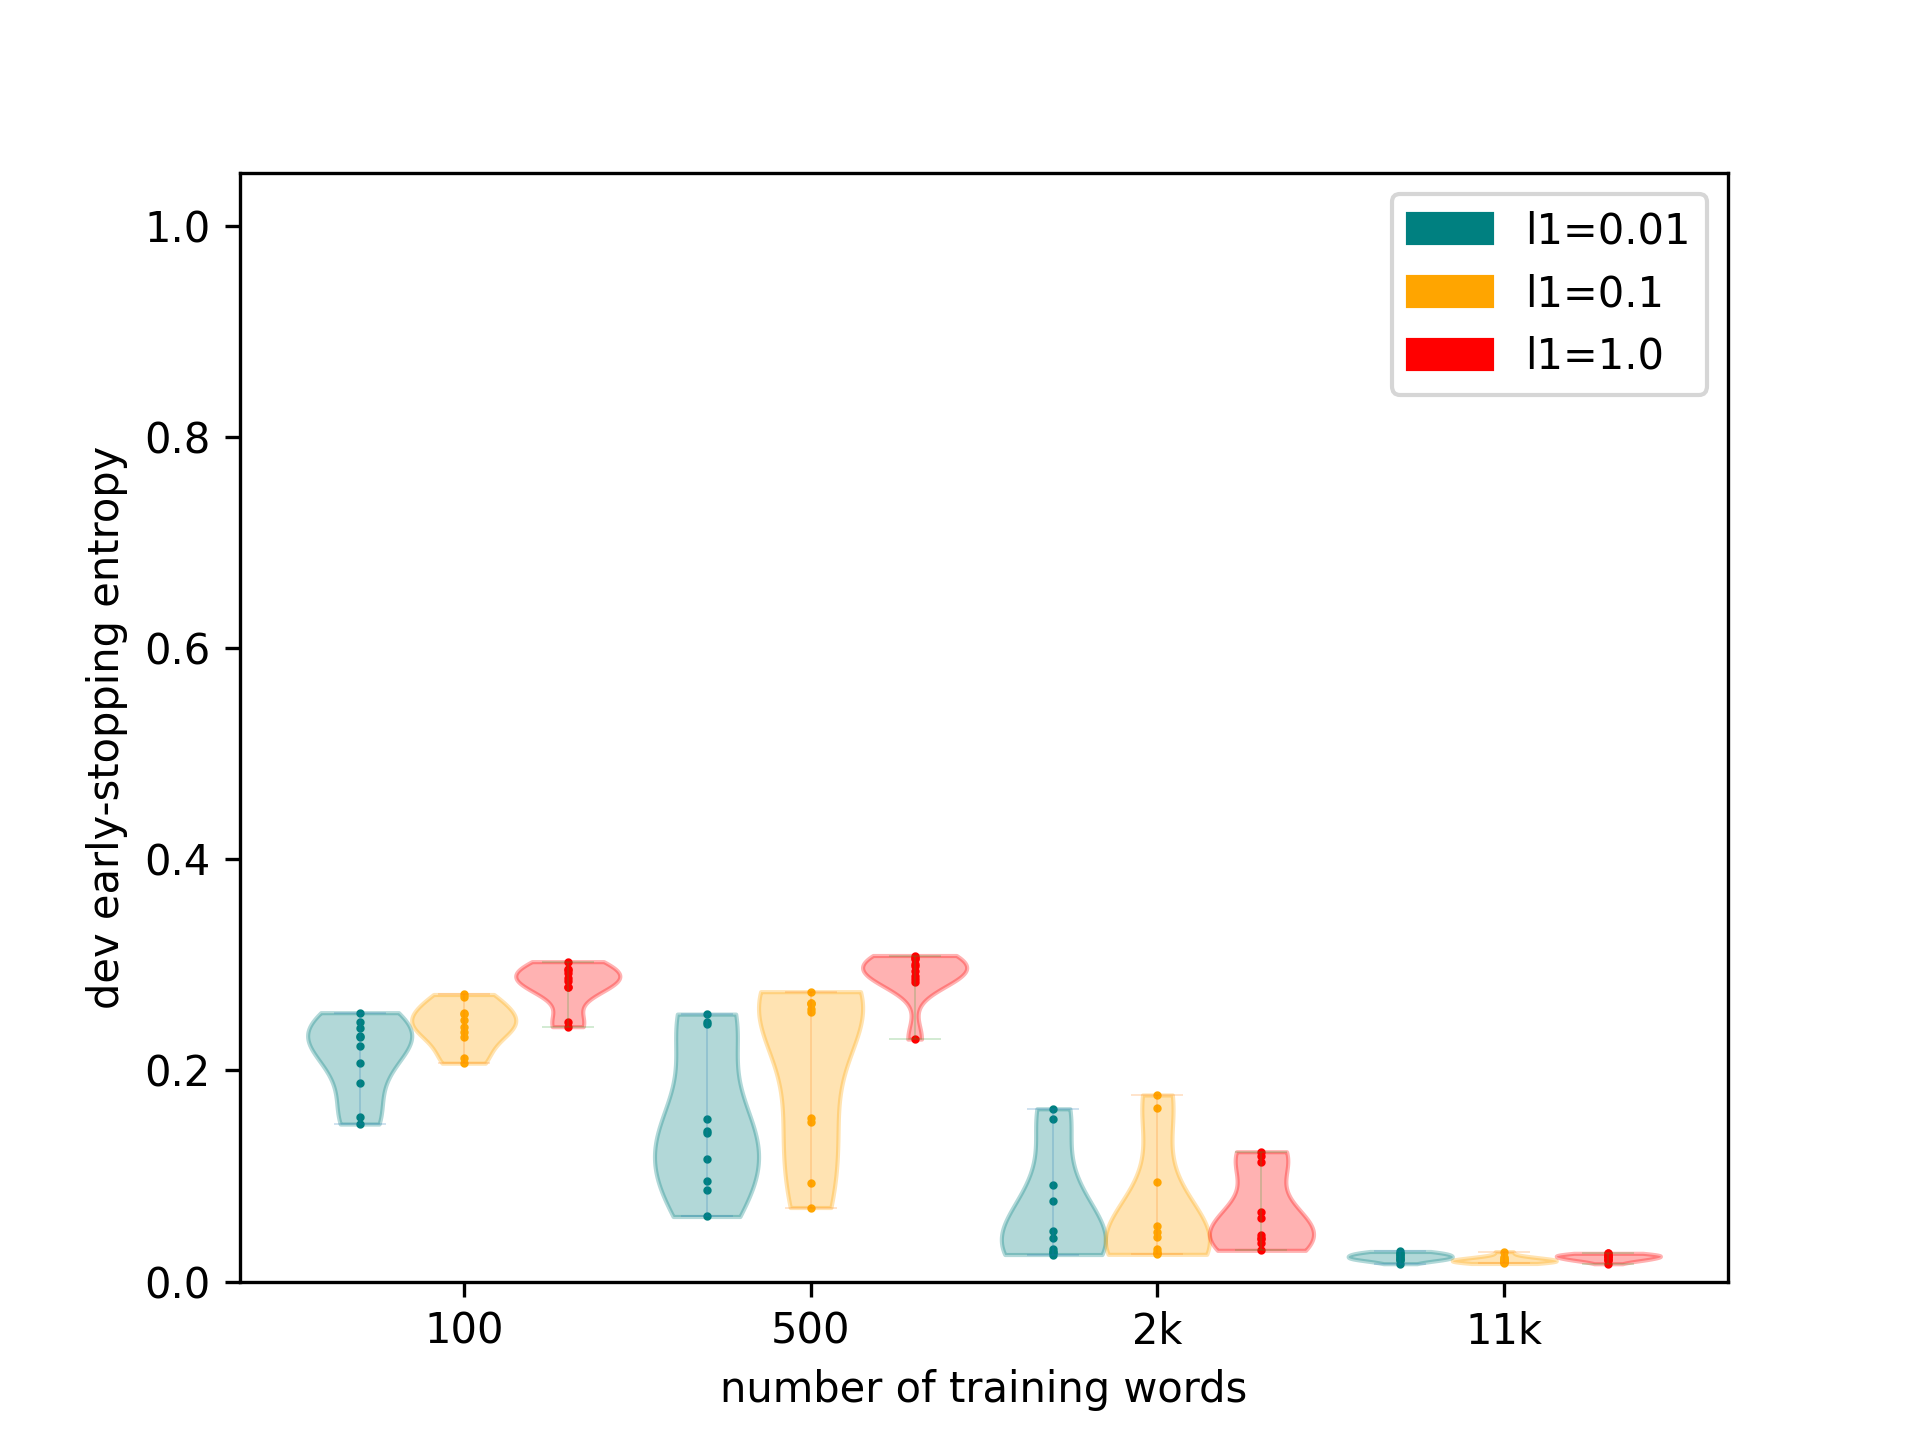 l1=0.01
l1=0.1
l1=1.0
1.0
0.8
0.6
0.4
0.2
0.0
dev early-stopping entropy
100 500 2k 11k
number of training words